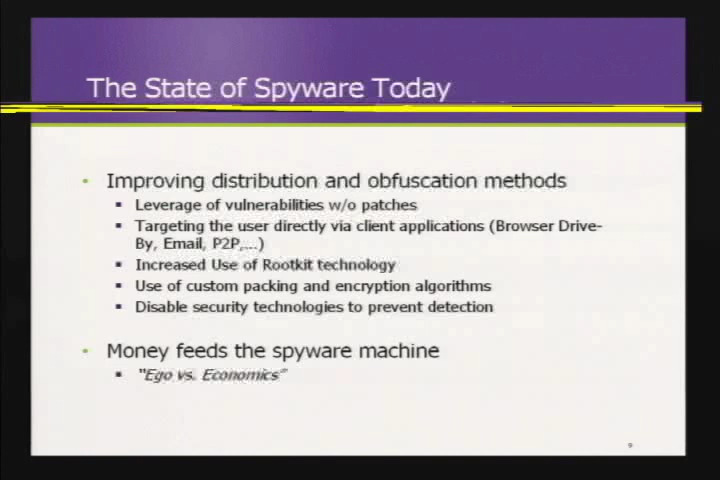 The State of Spyware Today
• Improving distribution and obfuscation methods
▪ Leverage of vulnerabilities w/o patches
▪ Targeting the user directly via client applications (Browser Drive-
By, Email, P2P,...)
▪ Increased Use of Rootkit technology
▪ Use of custom packing and encryption algorithms
▪ Disable security technologies to prevent detection
• Money feeds the spyware machine
▪ "Ego vs. Economics"
9